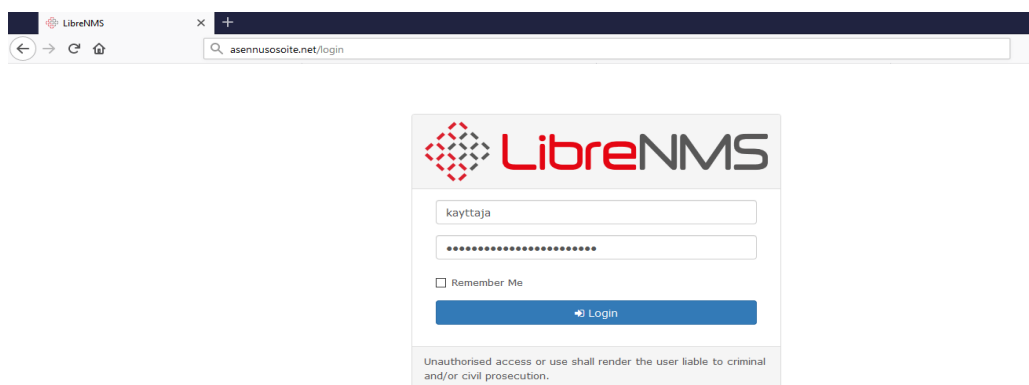 LibreNMS
asennusosoite.net/login
LibreNMS
kayttaja
Remember Me
Login
Unauthorised access or use shall render the user liable to criminal
and/or civil prosecution.